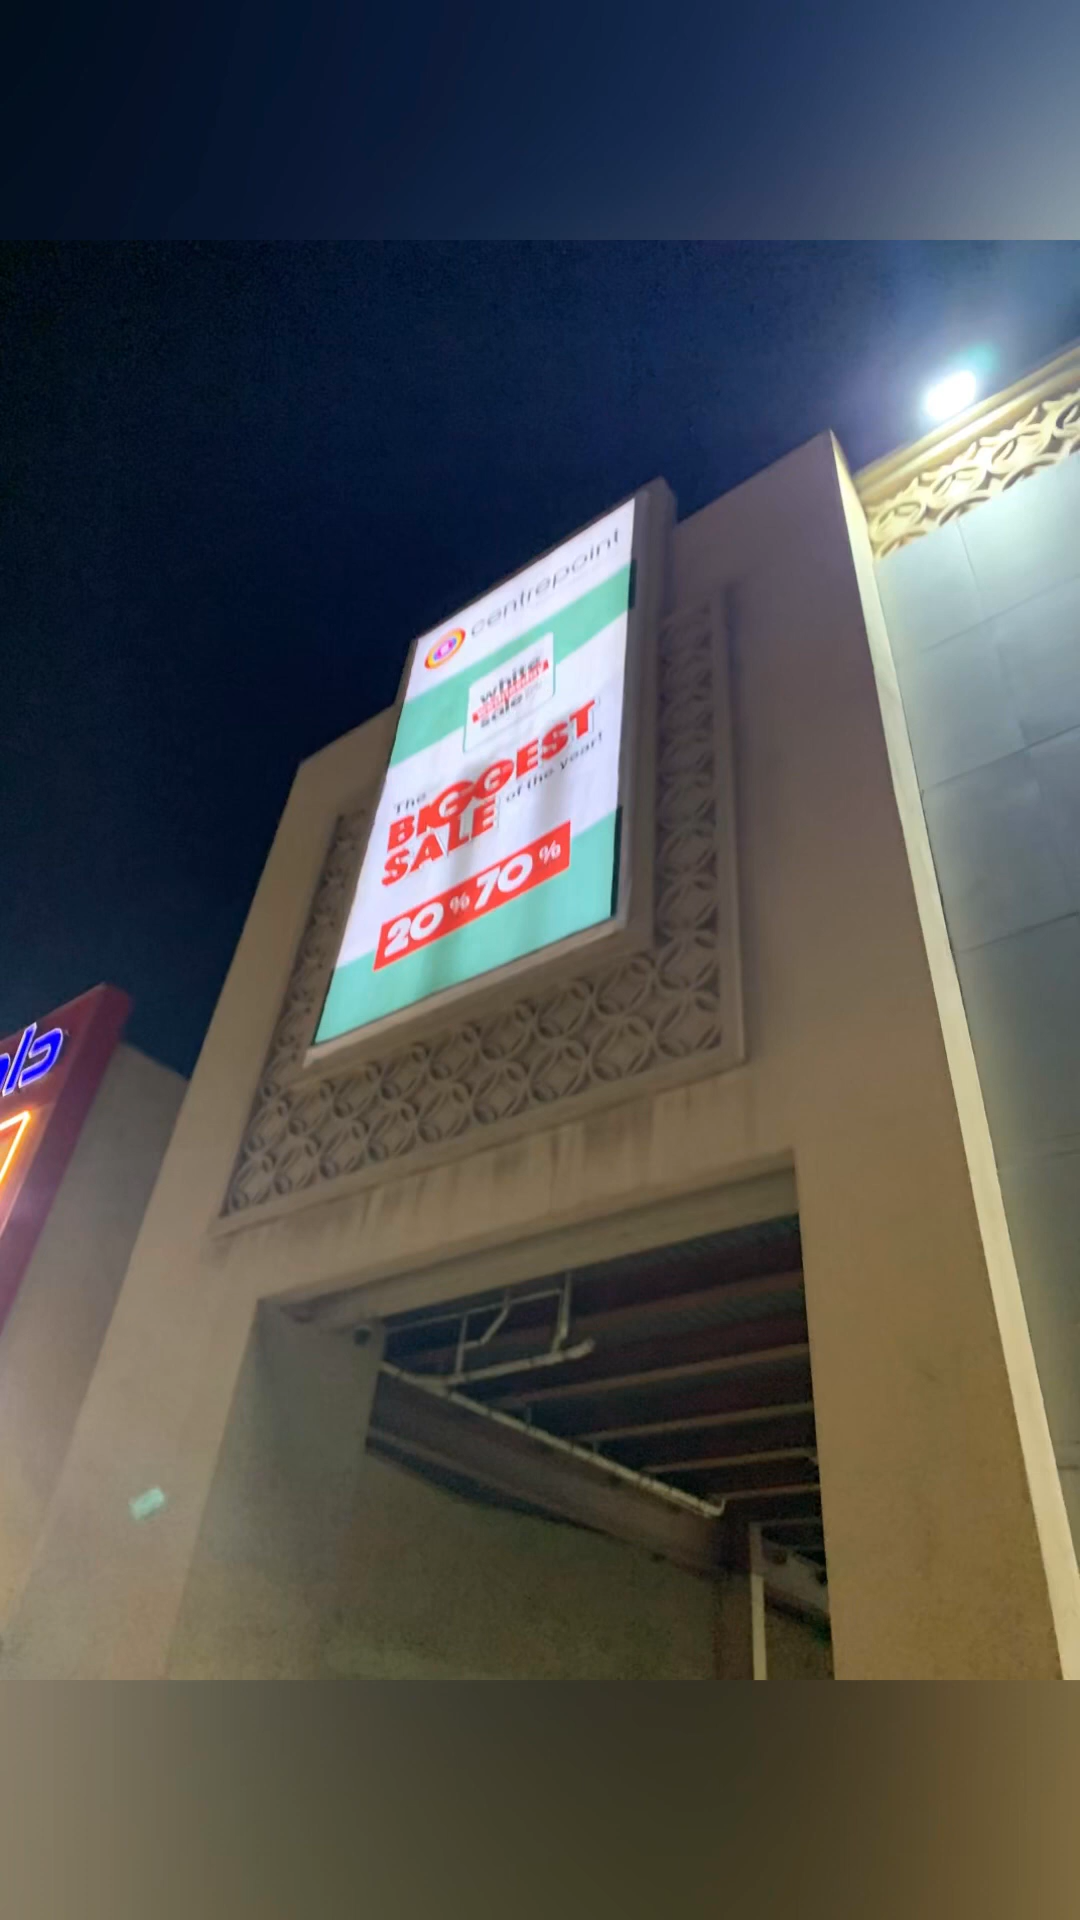 centrepoint
white
sale
The
BIGGEST
SALE of the year!
20% 70%